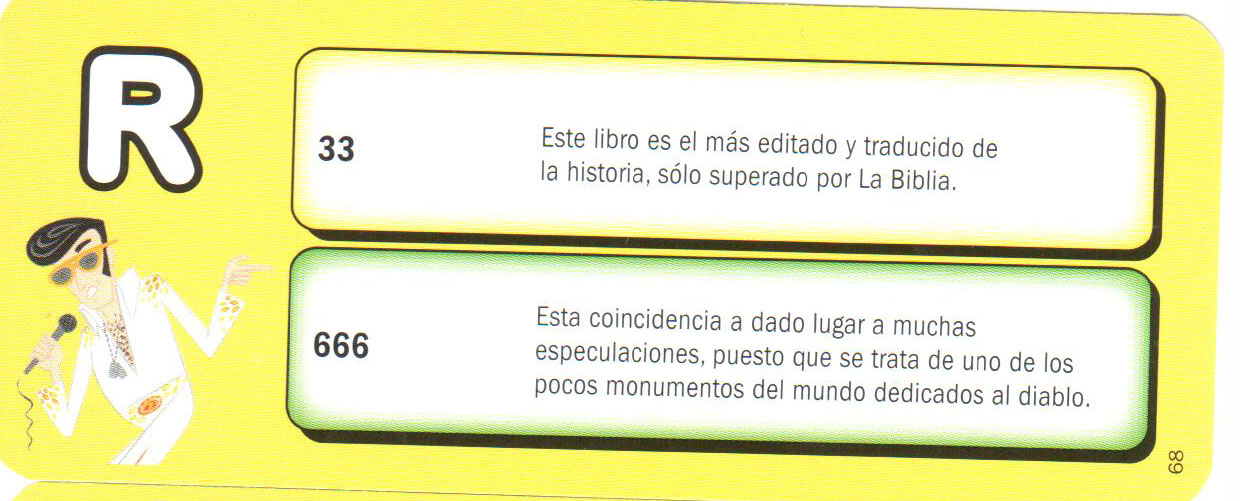 R
33
Este libro es el más editado y traducido de
la historia, sólo superado por La Biblia.
666
Esta coincidencia a dado lugar a muchas
especulaciones, puesto que se trata de uno de los
pocos monumentos del mundo dedicados al diablo.
68